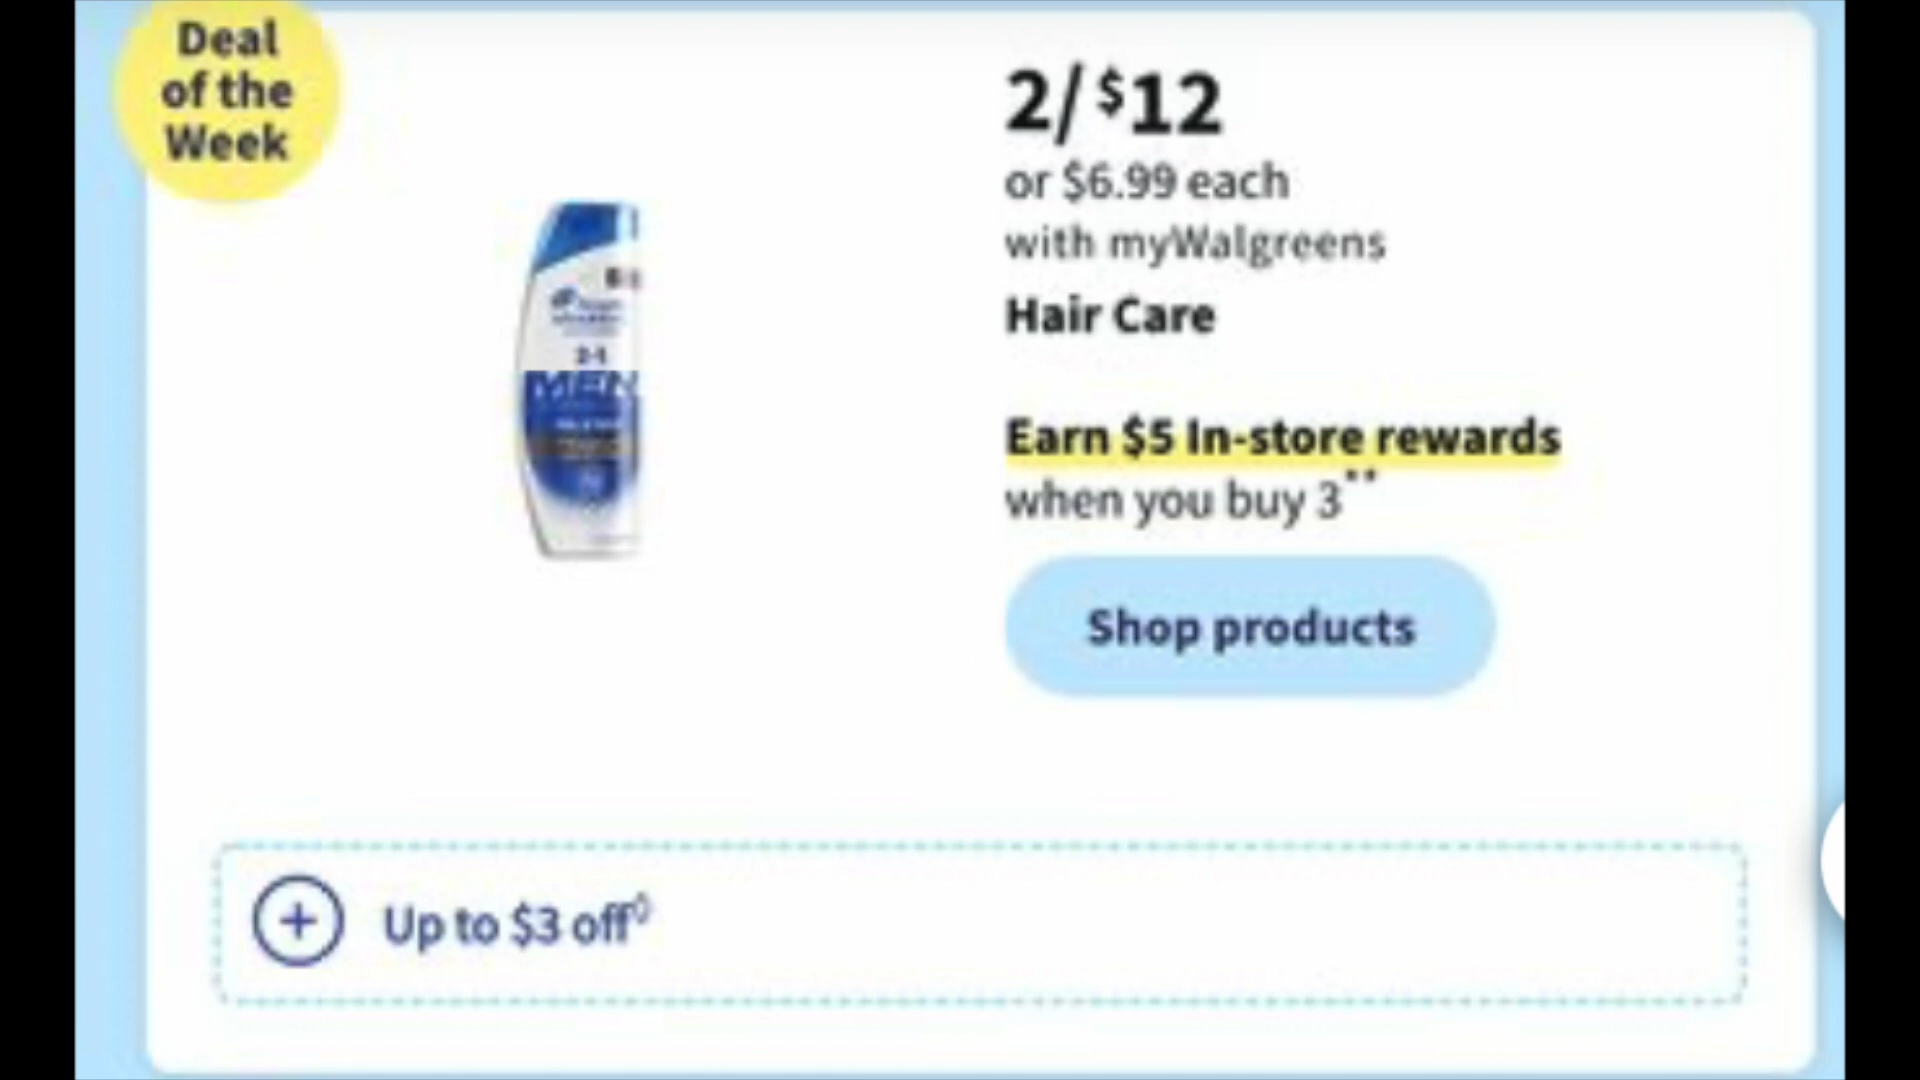 Deal
of the
Week
2/$12
or $6.99 each
with myWalgreens
Hair Care
Earn $5 In-store rewards
when you buy 3**
Shop products
Up to $3 off◊
MEN